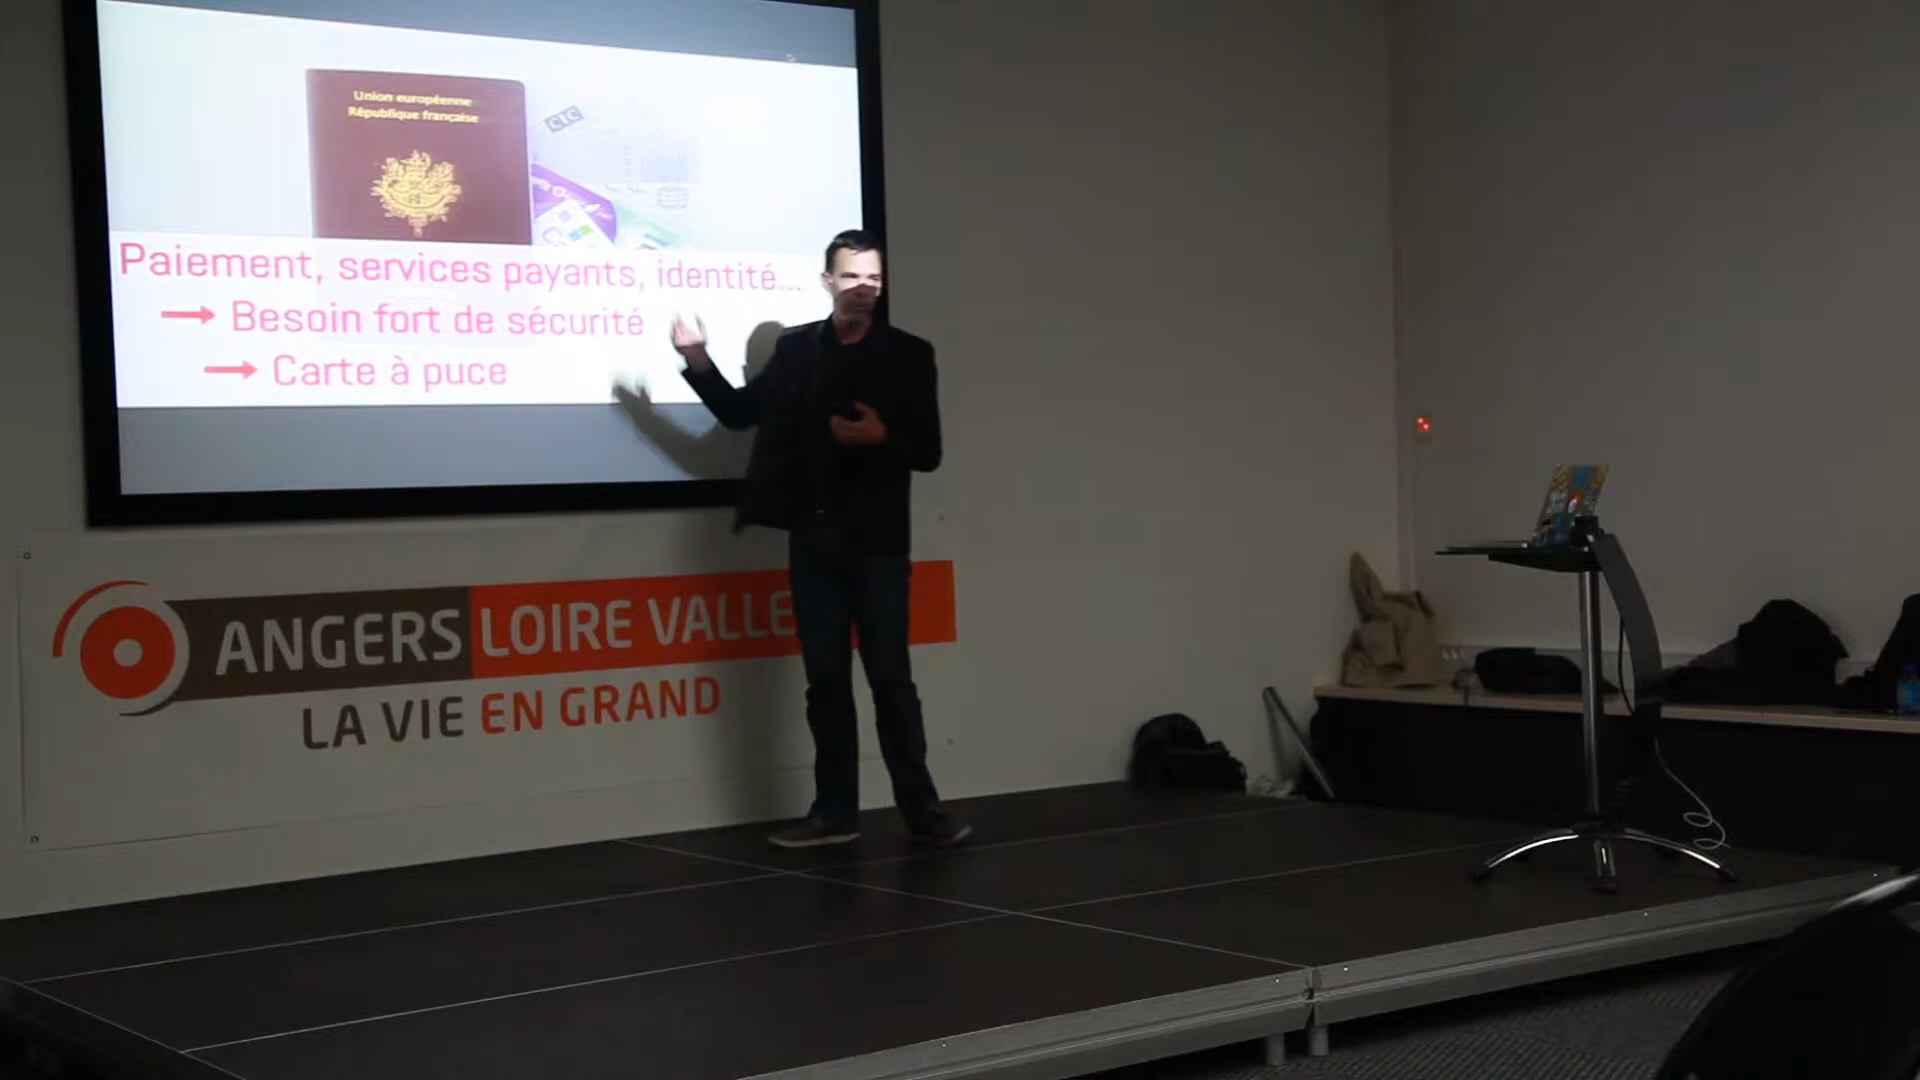 Union européenne
République française
CIC
Paiement, services payants, identité...
→ Besoin fort de sécurité
→ Carte à puce
ANGERS LOIRE VALLE
LA VIE EN GRAND